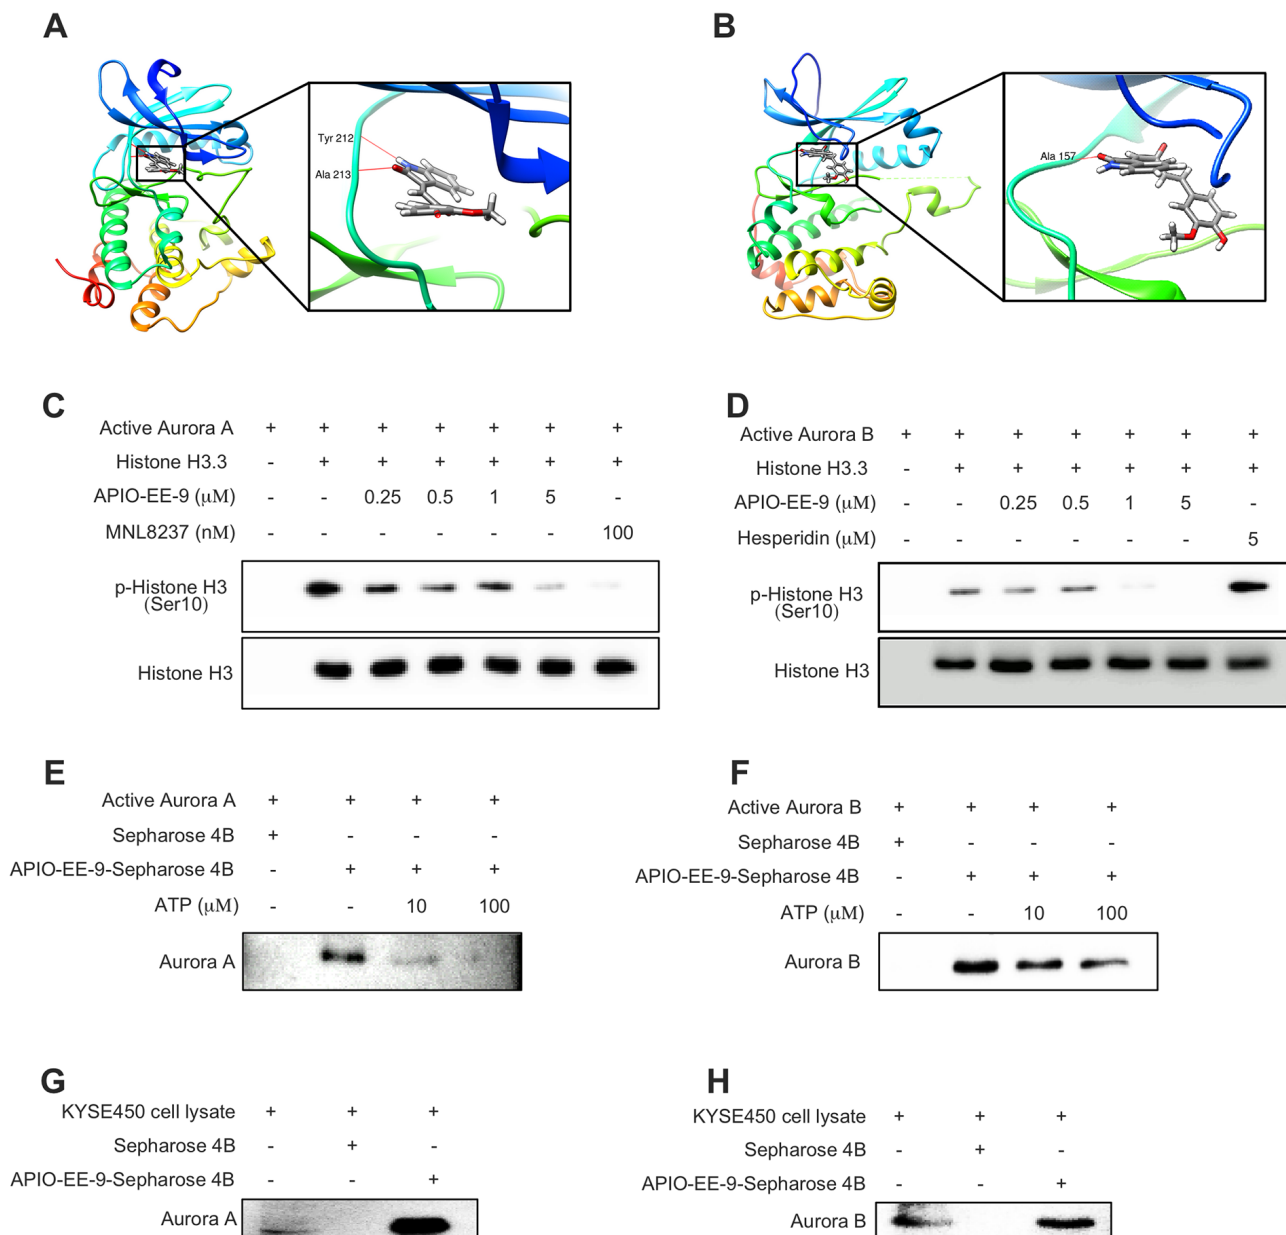 A
Tyr 212
Ala 213
B
Ala 157
C
Active Aurora A + + + + + + +
Histone H3.3 - + + + + + +
APIO-EE-9 (μM) - - 0.25 0.5 1 5 -
MNL8237 (nM) - - - - - - 100
p-Histone H3
(Ser10)
Histone H3
D
Active Aurora B + + + + + + +
Histone H3.3 - + + + + + +
APIO-EE-9 (μM) - - 0.25 0.5 1 5 -
Hesperidin (μM) - - - - - - 5
p-Histone H3
(Ser10)
Histone H3
E
Active Aurora A + + + +
Sepharose 4B + - - -
APIO-EE-9-Sepharose 4B - + + +
ATP (μM) - - 10 100
Aurora A
F
Active Aurora B + + + +
Sepharose 4B + - - -
APIO-EE-9-Sepharose 4B - + + +
ATP (μM) - - 10 100
Aurora B
G
KYSE450 cell lysate + + +
Sepharose 4B - + -
APIO-EE-9-Sepharose 4B - - +
Aurora A
H
KYSE450 cell lysate + + +
Sepharose 4B - + -
APIO-EE-9-Sepharose 4B - - +
Aurora B